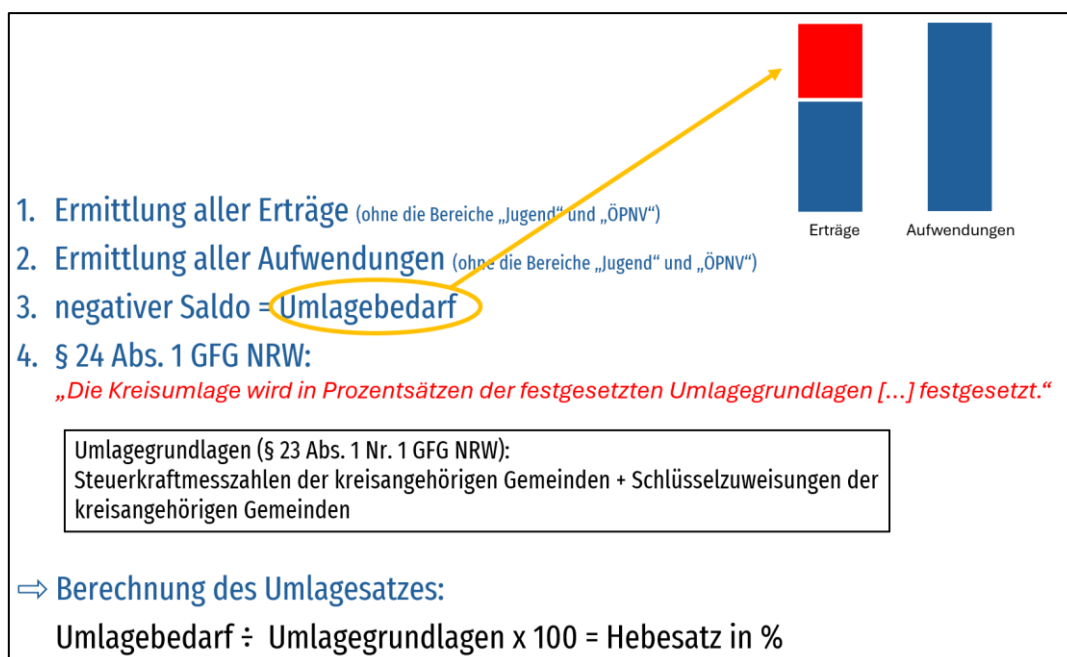 Erträge
Aufwendungen
1. Ermittlung aller Erträge (ohne die Bereiche „Jugend“ und „ÖPNV“)
2. Ermittlung aller Aufwendungen (ohne die Bereiche „Jugend“ und „ÖPNV“)
3. negativer Saldo = Umlagebedarf
4. § 24 Abs. 1 GFG NRW:
„Die Kreisumlage wird in Prozentsätzen der festgesetzten Umlagegrundlagen [...] festgesetzt.“
Umlagegrundlagen (§ 23 Abs. 1 Nr. 1 GFG NRW):
Steuerkraftmesszahlen der kreisangehörigen Gemeinden + Schlüsselzuweisungen der
kreisangehörigen Gemeinden
⇨ Berechnung des Umlagesatzes:
Umlagebedarf ÷ Umlagegrundlagen x 100 = Hebesatz in %